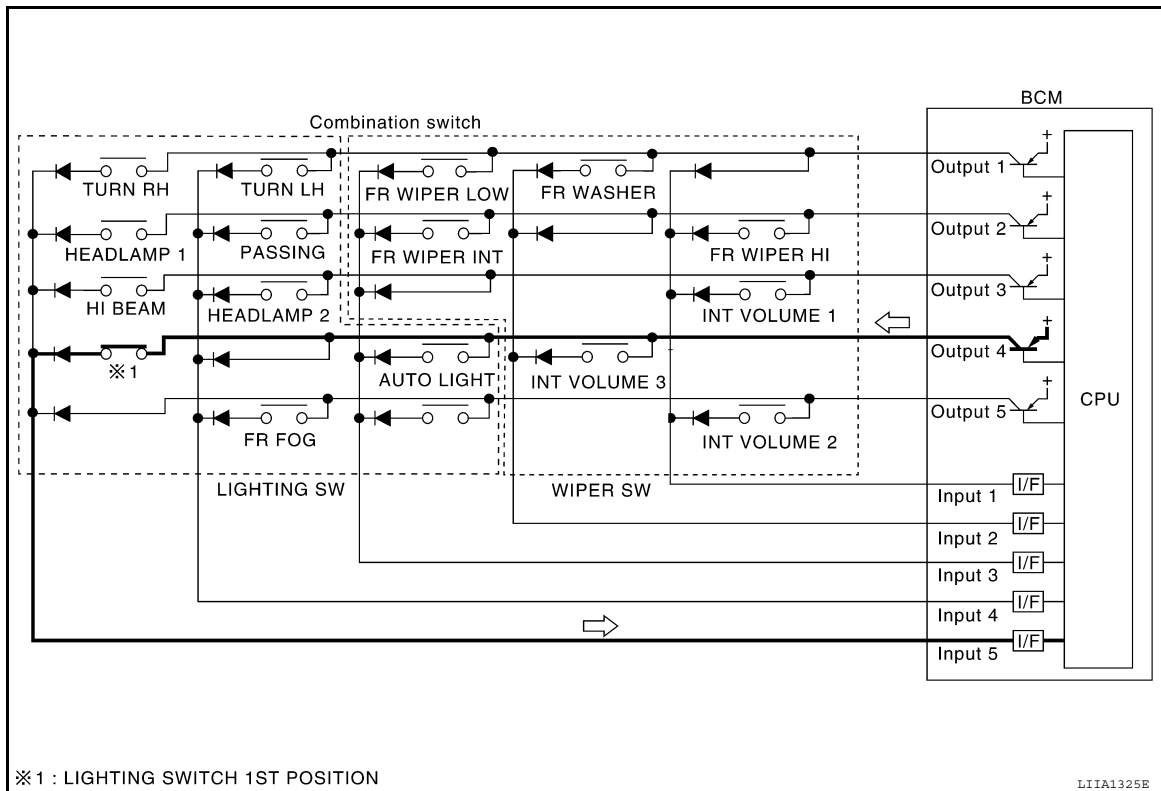 BCM
Combination switch
TURN RH
TURN LH
FR WIPER LOW
FR WASHER
Output 1
+
HEADLAMP 1
PASSING
FR WIPER INT
FR WIPER HI
Output 2
+
HI BEAM
HEADLAMP 2
INT VOLUME 1
Output 3
+
※1
AUTO LIGHT
INT VOLUME 3
Output 4
+
CPU
FR FOG
INT VOLUME 2
Output 5
+
LIGHTING SW
WIPER SW
Input 1
I/F
Input 2
I/F
Input 3
I/F
Input 4
I/F
Input 5
I/F
※1 : LIGHTING SWITCH 1ST POSITION
LIIA1325E